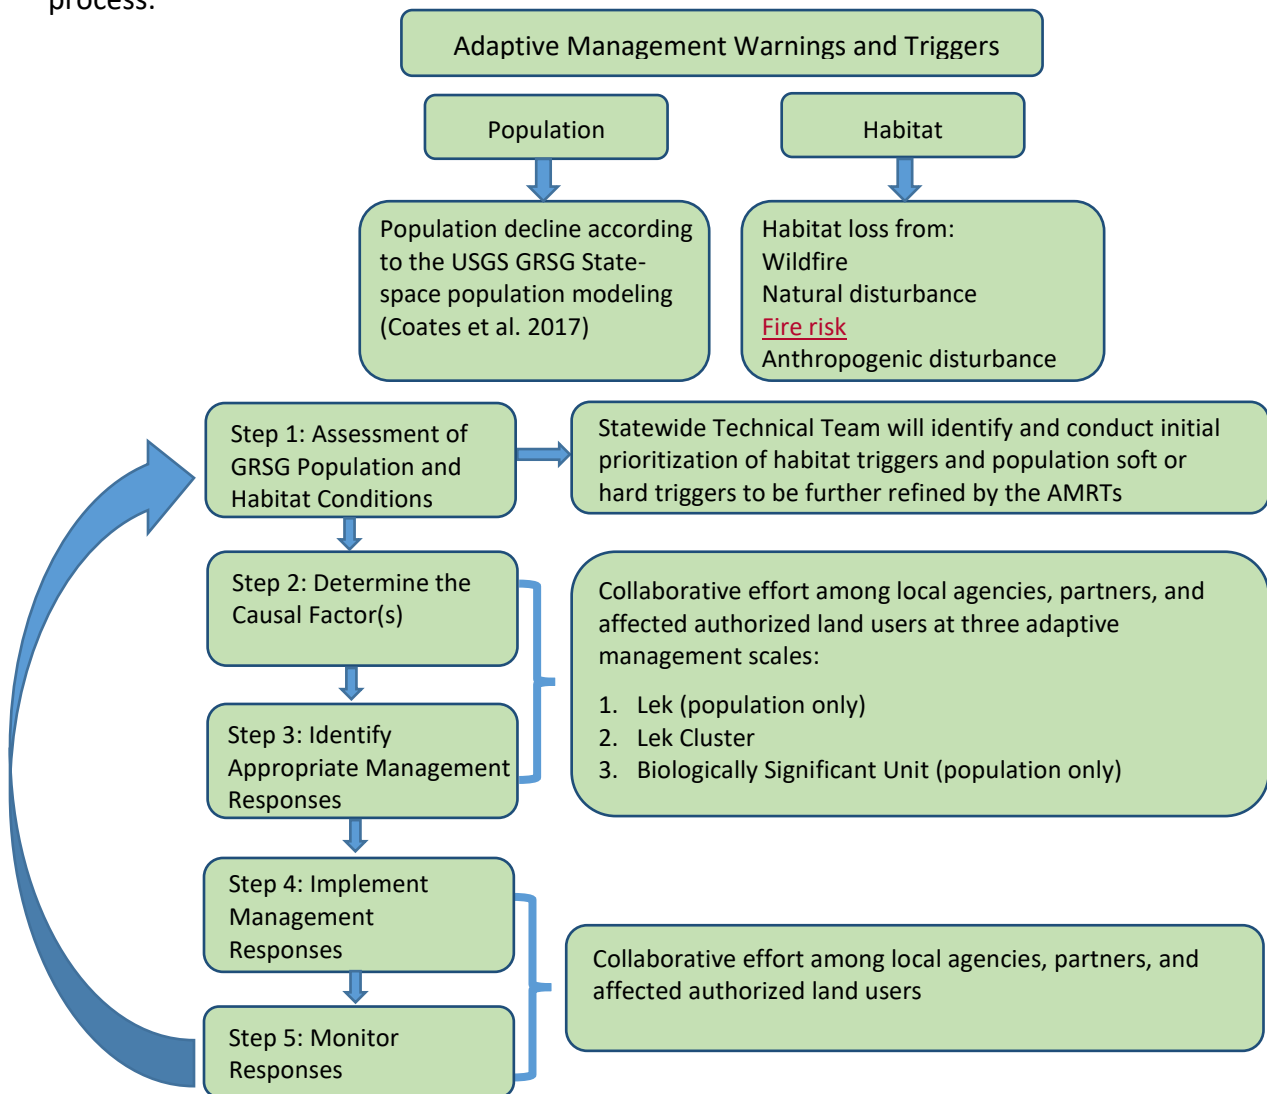 process.
Adaptive Management Warnings and Triggers
Population
Habitat
Population decline according
to the USGS GRSG State-
space population modeling
(Coates et al. 2017)
Habitat loss from:
Wildfire
Natural disturbance
Fire risk
Anthropogenic disturbance
Step 1: Assessment of
GRSG Population and
Habitat Conditions
Statewide Technical Team will identify and conduct initial
prioritization of habitat triggers and population soft or
hard triggers to be further refined by the AMRTs
Step 2: Determine the
Causal Factor(s)
Step 3: Identify
Appropriate Management
Responses
Collaborative effort among local agencies, partners, and
affected authorized land users at three adaptive
management scales:
1. Lek (population only)
2. Lek Cluster
3. Biologically Significant Unit (population only)
Step 4: Implement
Management
Responses
Step 5: Monitor
Responses
Collaborative effort among local agencies, partners, and
affected authorized land users